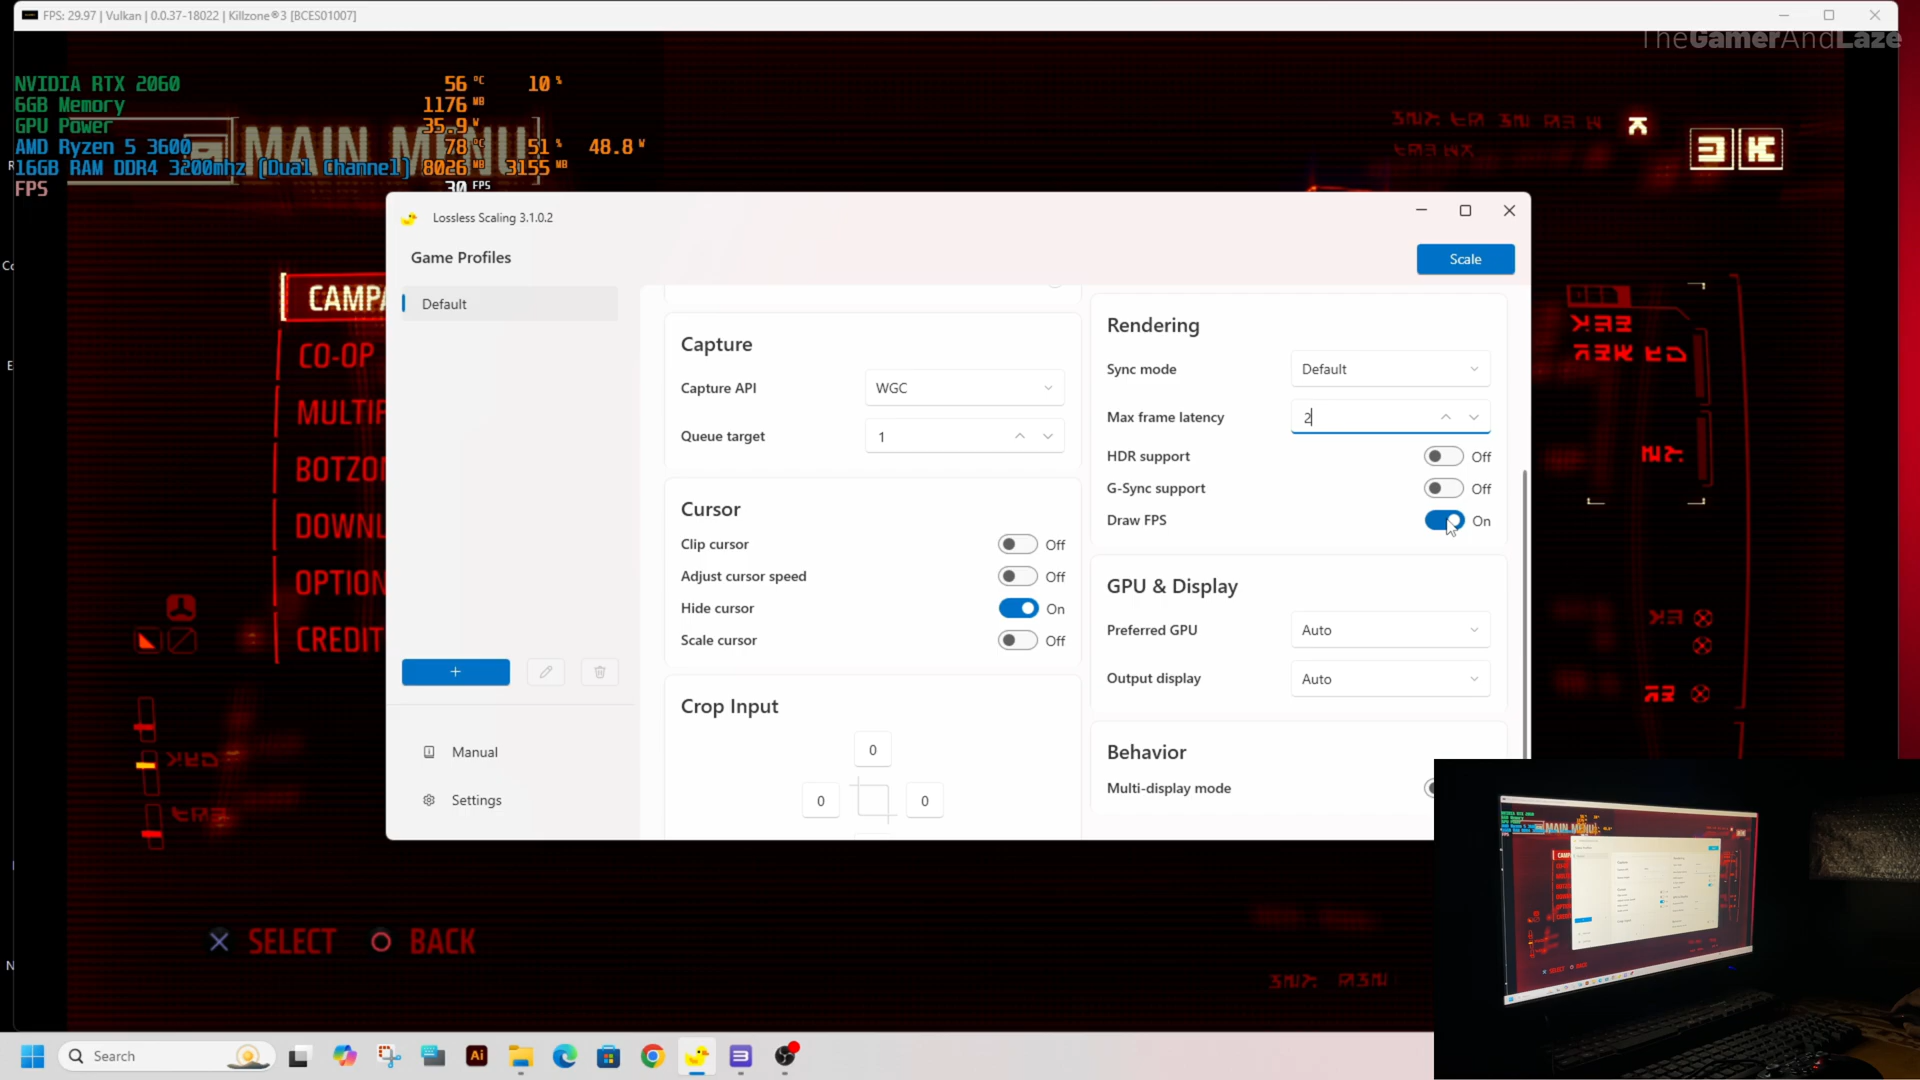 FPS: 29.97 | Vulkan | 0.0.37-18022 | Killzone®3 [BCES01007]
TheGamerAndLaze
NVIDIA RTX 2060 56 °C 10 %
6GB Memory 1176 MB
GPU Power 35.9 W
AMD Ryzen 5 3600 78 °C 51 % 48.8 W
16GB RAM DDR4 3200mhz (Dual Channel) 8026 MB 3155 MB
FPS 30 FPS
MAIN MENU
CAMPA
CO-OP
MULTIP
BOTZO
DOWNL
OPTION
CREDIT
SELECT
BACK
Lossless Scaling 3.1.0.2
Game Profiles
Scale
Default
+
Manual
Settings
Capture
Capture API WGC
Queue target 1
Cursor
Clip cursor Off
Adjust cursor speed Off
Hide cursor On
Scale cursor Off
Crop Input
0
0 0
Rendering
Sync mode Default
Max frame latency 2
HDR support Off
G-Sync support Off
Draw FPS On
GPU & Display
Preferred GPU Auto
Output display Auto
Behavior
Multi-display mode
Search
Ai